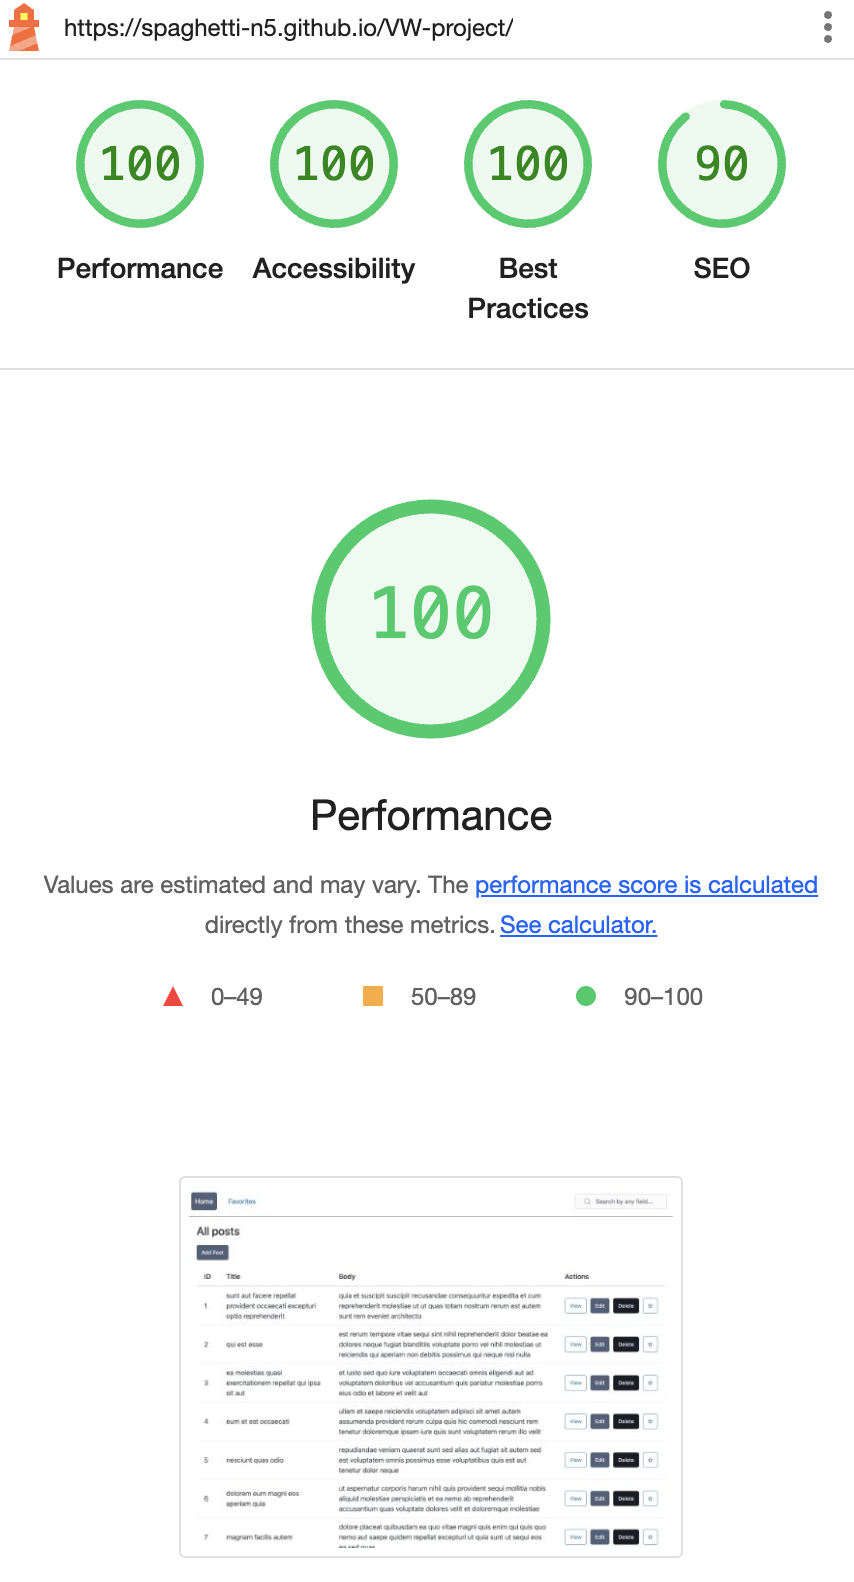 https://spaghetti-n5.github.io/VW-project/
100
100
100
90
Performance
Accessibility
Best
Practices
SEO
100
Performance
Values are estimated and may vary. The performance score is calculated
directly from these metrics. See calculator.
0–49
50–89
90–100
Home
Favorites
Search by any field...
All posts
Add Post
ID Title Body Actions
sunt aut facere repellat
provident occaecati excepturi
optio reprehenderit
1
quia et suscipit suscipit recusandae consequuntur expedita et cum
reprehenderit molestiae ut ut quas totam nostrum rerum est autem
sunt rem eveniet architecto
View Edit Delete
2
qui est esse
est rerum tempore vitae sequi sint nihil reprehenderit dolor beatae ea
dolores neque fugiat blanditiis voluptate porro vel nihil molestiae ut
reiciendis qui aperiam non debitis possimus qui neque nisi nulla
View Edit Delete
3
ea molestias quasi
exercitationem repellat qui ipsa
sit aut
et iusto sed quo iure voluptatem occaecati omnis eligendi aut ad
voluptatem doloribus vel accusantium quis pariatur molestiae porro
eius odio et labore et velit aut
View Edit Delete
4
eum et est occaecati
ullam et saepe reiciendis voluptatem adipisci sit amet autem
assumenda provident rerum culpa quis hic commodi nesciunt rem
tenetur doloremque ipsam iure quis sunt voluptatem rerum illo velit
View Edit Delete
5
nesciunt quas odio
repudiandae veniam quaerat sunt sed alias aut fugiat sit autem sed
est voluptatem omnis possimus esse voluptatibus quis est aut
tenetur dolor neque
View Edit Delete
6
dolorem eum magni eos
aperiam quia
ut aspernatur corporis harum nihil quis provident sequi mollitia nobis
aliquid molestiae perspiciatis et ea nemo ab reprehenderit
accusantium quas voluptate dolores velit et doloremque molestiae
View Edit Delete
7
magnam facilis autem
dolore placeat quibusdam ea quo vitae magni quis enim qui quis quo
nemo aut saepe quidem repellat excepturi ut quia sunt ut sequi eos
ea sed quas
View Edit Delete